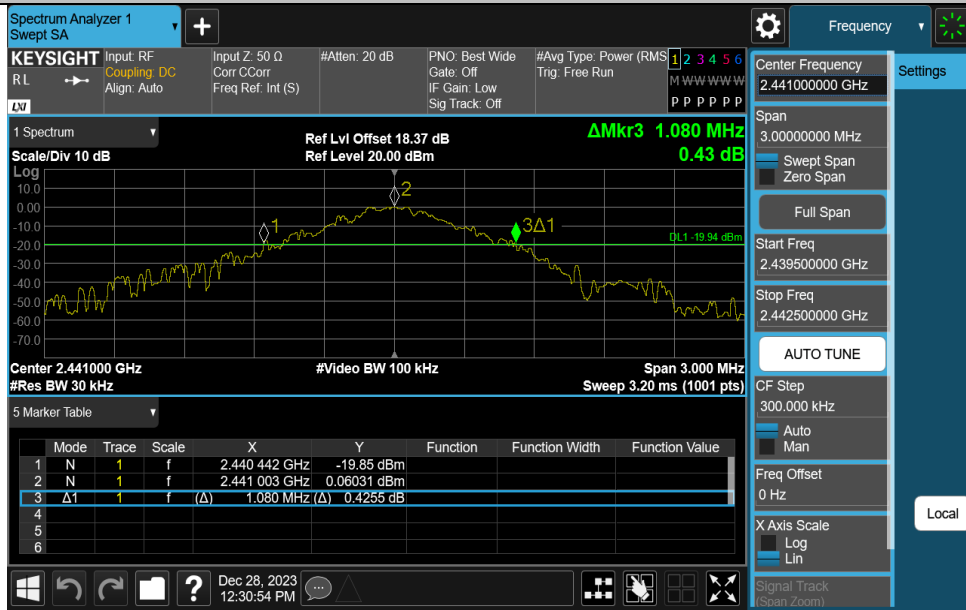 Spectrum Analyzer 1
Swept SA
+
Frequency
KEYSIGHT
RL
LXI
Input: RF
Coupling: DC
Align: Auto
Input Z: 50 Ω
Corr CCorr
Freq Ref: Int (S)
#Atten: 20 dB
PNO: Best Wide
Gate: Off
IF Gain: Low
Sig Track: Off
#Avg Type: Power (RMS
Trig: Free Run
1 2 3 4 5 6
M W W W W W
P P P P P P
1 Spectrum
Scale/Div 10 dB
Ref Lvl Offset 18.37 dB
Ref Level 20.00 dBm
ΔMkr3 1.080 MHz
0.43 dB
Log
10.0
0.00
-10.0
-20.0
-30.0
-40.0
-50.0
-60.0
-70.0
1
2
3Δ1
DL1 -19.94 dBm
Center 2.441000 GHz
#Video BW 100 kHz
Span 3.000 MHz
#Res BW 30 kHz
Sweep 3.20 ms (1001 pts)
5 Marker Table
Mode Trace Scale X Y Function Function Width Function Value
1 N 1 f 2.440 442 GHz -19.85 dBm
2 N 1 f 2.441 003 GHz 0.06031 dBm
3 Δ1 1 f (Δ) 1.080 MHz (Δ) 0.4255 dB
4
5
6
?
Dec 28, 2023
12:30:54 PM
Center Frequency
2.441000000 GHz
Span
3.00000000 MHz
Swept Span
Zero Span
Full Span
Start Freq
2.439500000 GHz
Stop Freq
2.442500000 GHz
AUTO TUNE
CF Step
300.000 kHz
Auto
Man
Freq Offset
0 Hz
X Axis Scale
Log
Lin
Signal Track
(Span Zoom)
Settings
Local